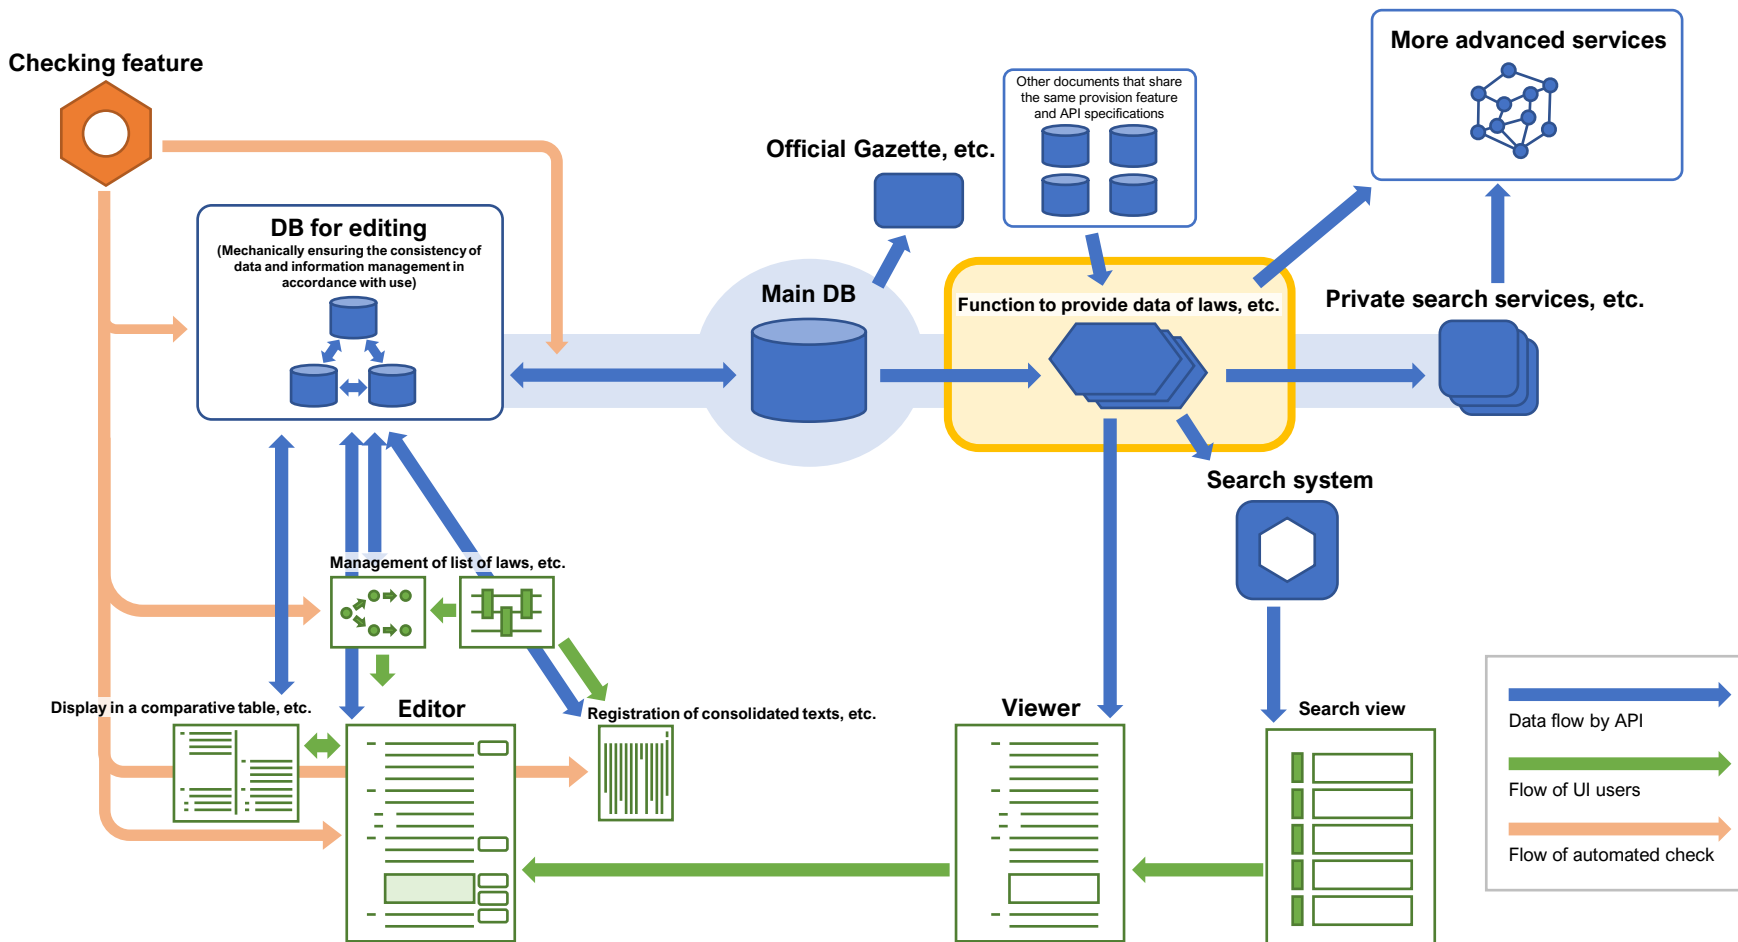 Checking feature
DB for editing
(Mechanically ensuring the consistency of
data and information management in
accordance with use)
Main DB
Official Gazette, etc.
Other documents that share
the same provision feature
and API specifications
More advanced services
Function to provide data of laws, etc.
Private search services, etc.
Search system
Management of list of laws, etc.
Display in a comparative table, etc.
Editor
Registration of consolidated texts, etc.
Viewer
Search view
Data flow by API
Flow of UI users
Flow of automated check